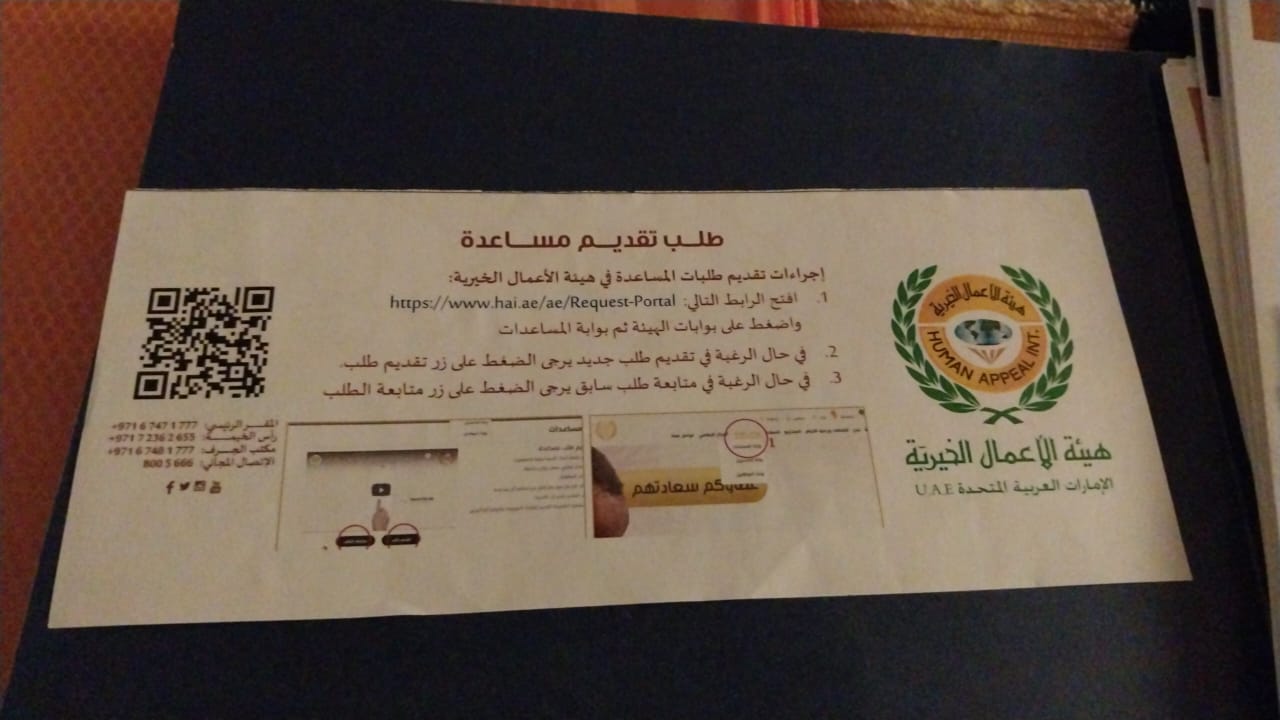 طلب تقديم مساعدة
إجراءات تقديم طلبات المساعدة في هيئة الأعمال الخيرية:
1. افتح الرابط التالي: https://www.hai.ae/ae/Request-Portal
واضغط على بوابات الهيئة ثم بوابة المساعدات
2. في حال الرغبة في تقديم طلب جديد يرجى الضغط على زر تقديم طلب.
3. في حال الرغبة في متابعة طلب سابق يرجى الضغط على زر متابعة الطلب
هيئة الأعمال الخيرية
HUMAN APPEAL INT.
هيئة الأعمال الخيرية
الإمارات العربية المتحدة U.A.E
المقر الرئيسي: +971 6 747 1 777
رأس الخيمة: +971 7 236 2 655
مكتب الجرف: +971 6 748 1 777
الاتصال المجاني: 800 5 666
1
سعادتهم